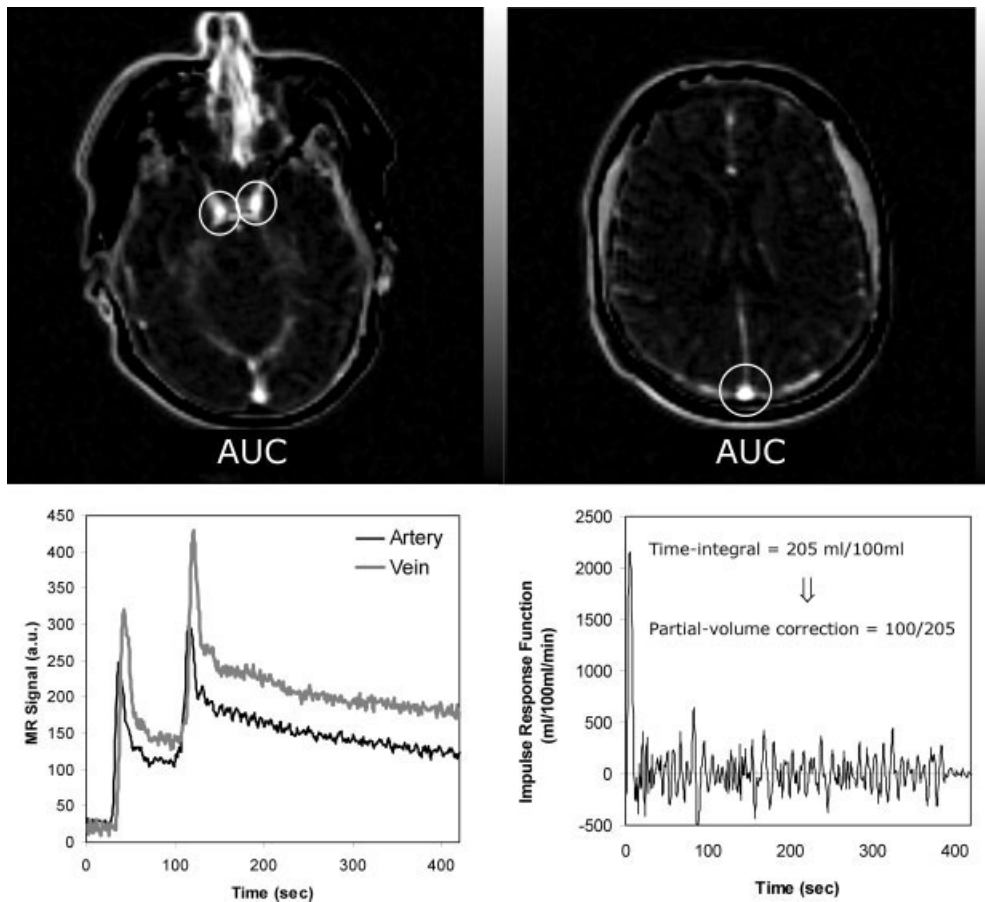 AUC
AUC
450
400
350
300
250
200
150
100
50
0
MR Signal (a.u.)
Artery
Vein
0
100
200
300
400
Time (sec)
2500
2000
1500
1000
500
0
-500
Impulse Response Function
(ml/100ml/min)
Time-integral = 205 ml/100ml
⇓
Partial-volume correction = 100/205
0
100
200
300
400
Time (sec)